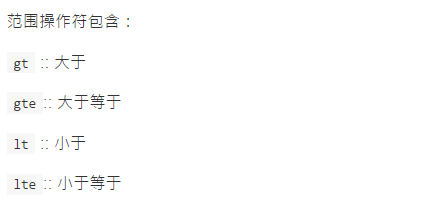 范围操作符包含：
gt :: 大于
gte:: 大于等于
lt :: 小于
lte:: 小于等于